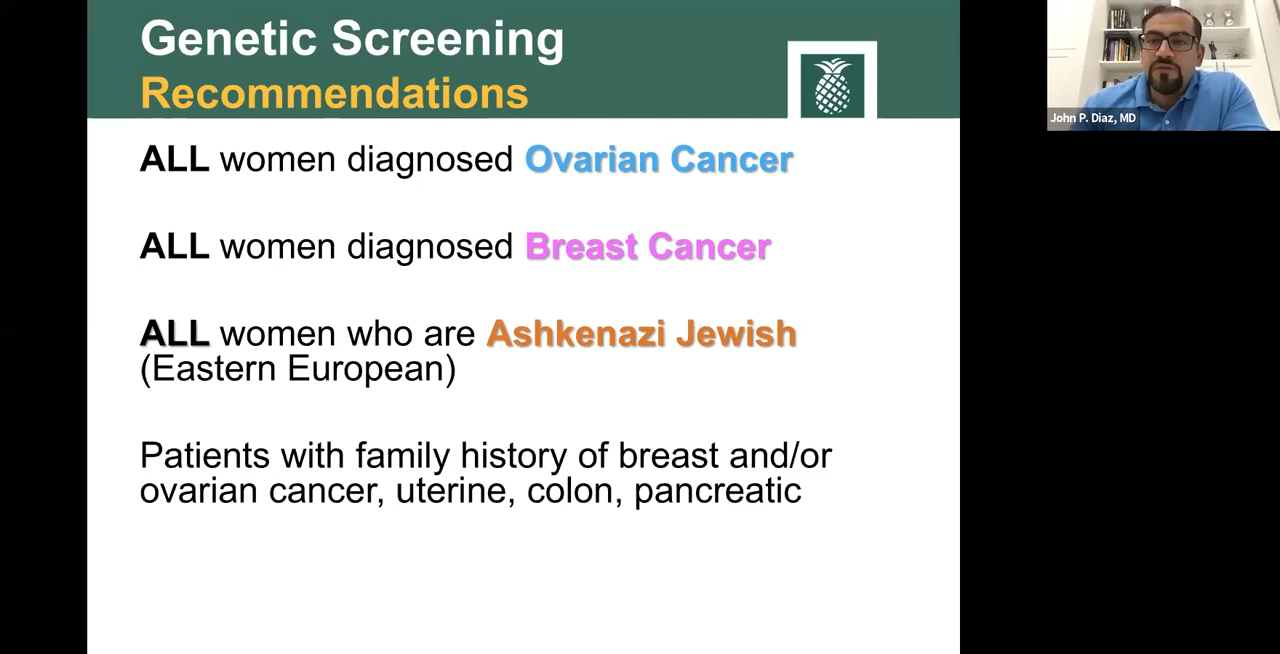 Genetic Screening
Recommendations
ALL women diagnosed Ovarian Cancer
ALL women diagnosed Breast Cancer
ALL women who are Ashkenazi Jewish
(Eastern European)
Patients with family history of breast and/or
ovarian cancer, uterine, colon, pancreatic
John P. Diaz, MD